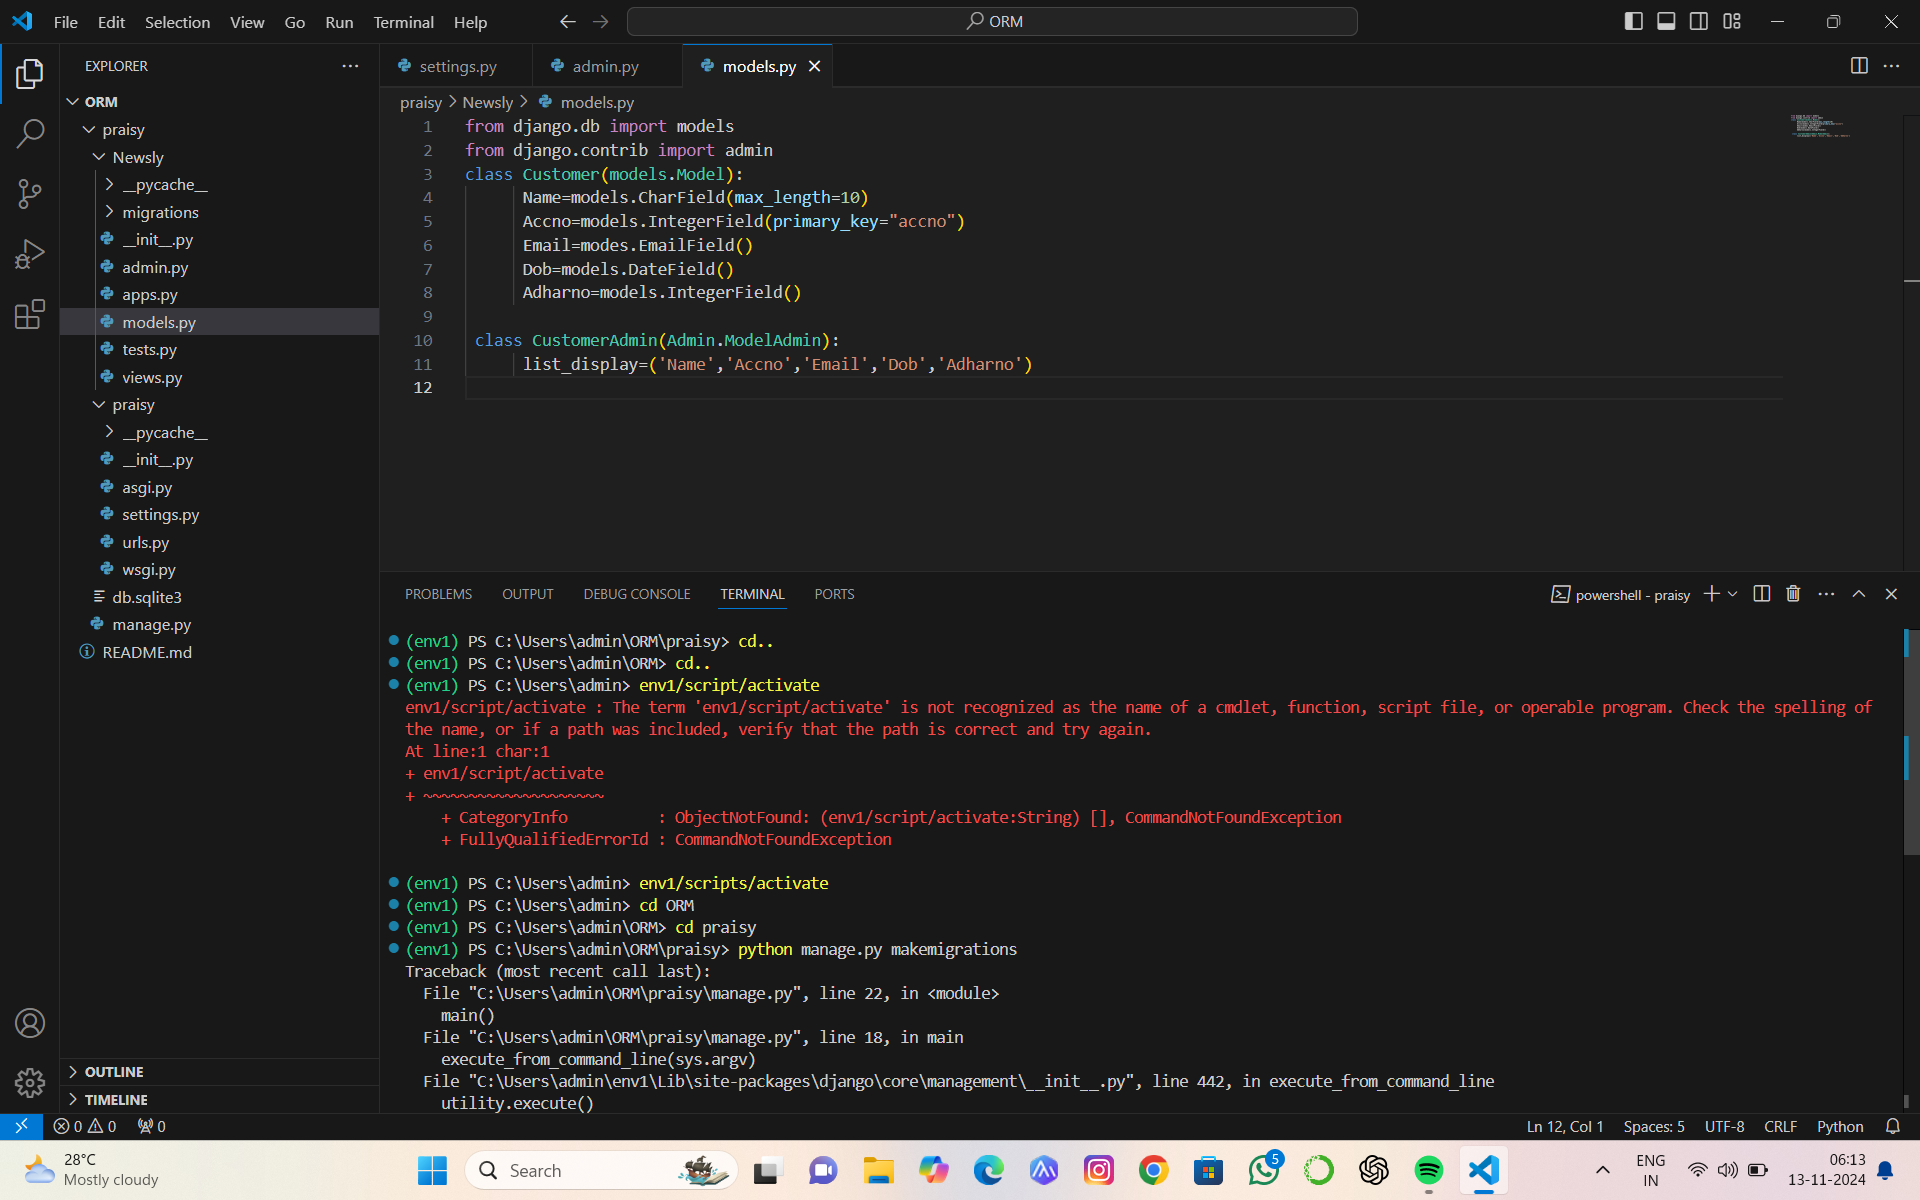 File Edit Selection View Go Run Terminal Help
ORM
EXPLORER
ORM
praisy
Newsly
__pycache__
migrations
__init__.py
admin.py
apps.py
models.py
tests.py
views.py
praisy
__pycache__
__init__.py
asgi.py
settings.py
urls.py
wsgi.py
db.sqlite3
manage.py
README.md
OUTLINE
TIMELINE
settings.py admin.py models.py
praisy > Newsly > models.py
1 from django.db import models
2 from django.contrib import admin
3 class Customer(models.Model):
4 Name=models.CharField(max_length=10)
5 Accno=models.IntegerField(primary_key="accno")
6 Email=modes.EmailField()
7 Dob=models.DateField()
8 Adharno=models.IntegerField()
9
10 class CustomerAdmin(Admin.ModelAdmin):
11 list_display=('Name','Accno','Email','Dob','Adharno')
12
PROBLEMS OUTPUT DEBUG CONSOLE TERMINAL PORTS
powershell - praisy
(env1) PS C:\Users\admin\ORM\praisy> cd..
(env1) PS C:\Users\admin\ORM> cd..
(env1) PS C:\Users\admin> env1/script/activate
env1/script/activate : The term 'env1/script/activate' is not recognized as the name of a cmdlet, function, script file, or operable program. Check the spelling of
the name, or if a path was included, verify that the path is correct and try again.
At line:1 char:1
+ env1/script/activate
+ ~~~~~~~~~~~~~~~~~~~~
+ CategoryInfo : ObjectNotFound: (env1/script/activate:String) [], CommandNotFoundException
+ FullyQualifiedErrorId : CommandNotFoundException
(env1) PS C:\Users\admin> env1/scripts/activate
(env1) PS C:\Users\admin> cd ORM
(env1) PS C:\Users\admin\ORM> cd praisy
(env1) PS C:\Users\admin\ORM\praisy> python manage.py makemigrations
Traceback (most recent call last):
File "C:\Users\admin\ORM\praisy\manage.py", line 22, in <module>
main()
File "C:\Users\admin\ORM\praisy\manage.py", line 18, in main
execute_from_command_line(sys.argv)
File "C:\Users\admin\env1\Lib\site-packages\django\core\management\__init__.py", line 442, in execute_from_command_line
utility.execute()
0 0 0
Ln 12, Col 1 Spaces: 5 UTF-8 CRLF Python
28°C
Mostly cloudy
Search
5
ENG
IN
06:13
13-11-2024